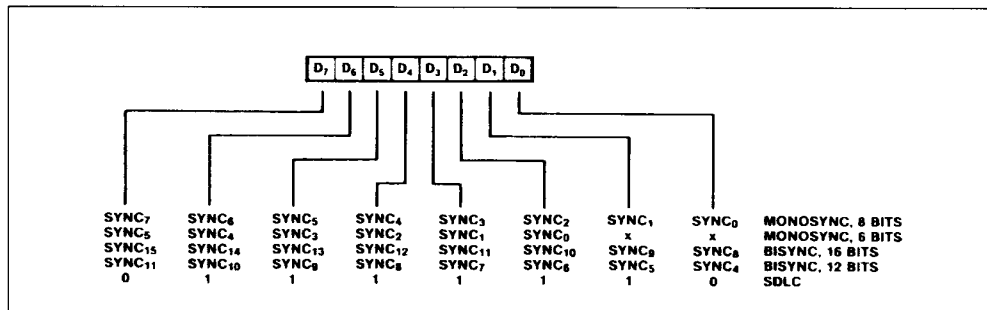 D₇ D₆ D₅ D₄ D₃ D₂ D₁ D₀
SYNC₇ SYNC₆ SYNC₅ SYNC₄ SYNC₃ SYNC₂ SYNC₁ SYNC₀ MONOSYNC, 8 BITS
SYNC₅ SYNC₄ SYNC₃ SYNC₂ SYNC₁ SYNC₀ x x MONOSYNC, 6 BITS
SYNC₁₅ SYNC₁₄ SYNC₁₃ SYNC₁₂ SYNC₁₁ SYNC₁₀ SYNC₉ SYNC₈ BISYNC, 16 BITS
SYNC₁₁ SYNC₁₀ SYNC₉ SYNC₈ SYNC₇ SYNC₆ SYNC₅ SYNC₄ BISYNC, 12 BITS
0 1 1 1 1 1 1 0 SDLC